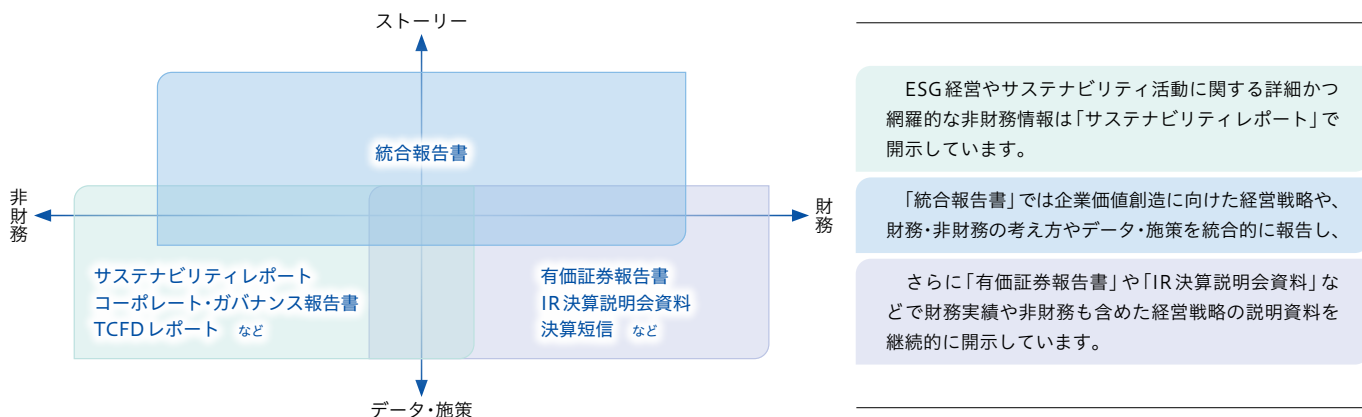 ストーリー
統合報告書
非財務
財務
サステナビリティレポート
コーポレート・ガバナンス報告書
TCFDレポート など
有価証券報告書
IR決算説明会資料
決算短信 など
データ・施策
ESG経営やサステナビリティ活動に関する詳細かつ
網羅的な非財務情報は「サステナビリティレポート」で
開示しています。
「統合報告書」では企業価値創造に向けた経営戦略や、
財務・非財務の考え方やデータ・施策を統合的に報告し、
さらに「有価証券報告書」や「IR決算説明会資料」な
どで財務実績や非財務も含めた経営戦略の説明資料を
継続的に開示しています。